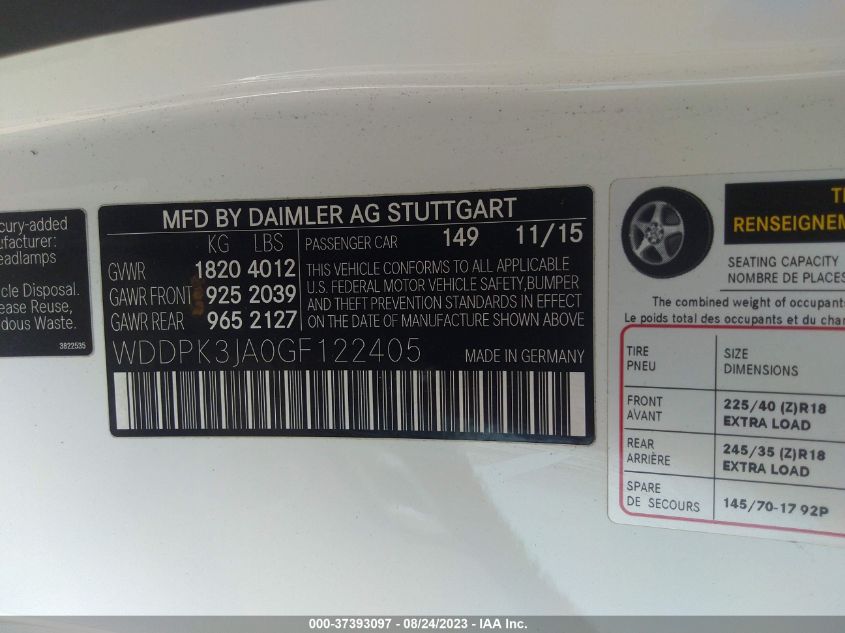 cury-added
ufacturer:
eadlamps
cle Disposal.
ease Reuse,
dous Waste.
3822535
MFD BY DAIMLER AG STUTTGART
KG LBS
GVWR 1820 4012
GAWR FRONT 925 2039
GAWR REAR 965 2127
PASSENGER CAR 149 11/15
THIS VEHICLE CONFORMS TO ALL APPLICABLE
U.S. FEDERAL MOTOR VEHICLE SAFETY,BUMPER
AND THEFT PREVENTION STANDARDS IN EFFECT
ON THE DATE OF MANUFACTURE SHOWN ABOVE
WDDPK3JA0GF122405 MADE IN GERMANY
TI
RENSEIGNEM
SEATING CAPACITY
NOMBRE DE PLACES
The combined weight of occupant
Le poids total des occupants et du cha
TIRE SIZE
PNEU DIMENSIONS
FRONT 225/40 (Z)R18
AVANT EXTRA LOAD
REAR 245/35 (Z)R18
ARRIÈRE EXTRA LOAD
SPARE
DE SECOURS 145/70-17 92P
000-37393097 - 08/24/2023 - IAA Inc.